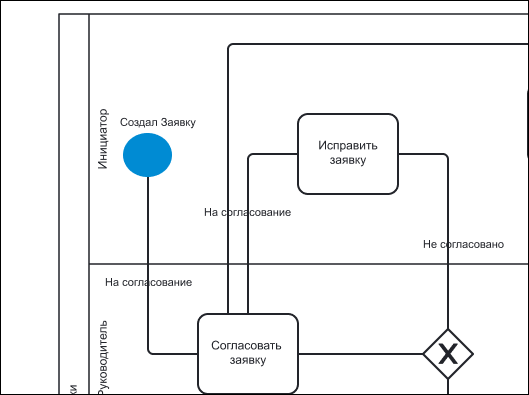 Создал Заявку
Инициатор
Исправить
заявку
На согласование
Не согласовано
На согласование
Руководитель
Согласовать
заявку
X
ки